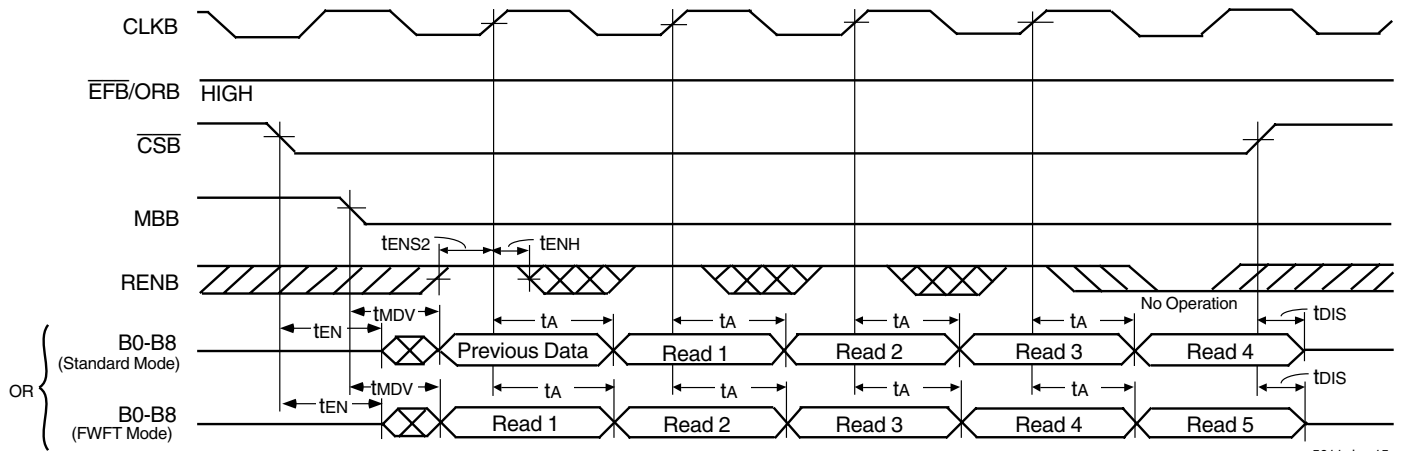 CLKB
EFB/ORB HIGH
CSB
MBB
tENS2 tENH
RENB
No Operation
tEN tMDV tA tA tA tA tDIS
B0-B8
(Standard Mode)
Previous Data Read 1 Read 2 Read 3 Read 4
OR
tEN tMDV tA tA tA tA tDIS
B0-B8
(FWFT Mode)
Read 1 Read 2 Read 3 Read 4 Read 5